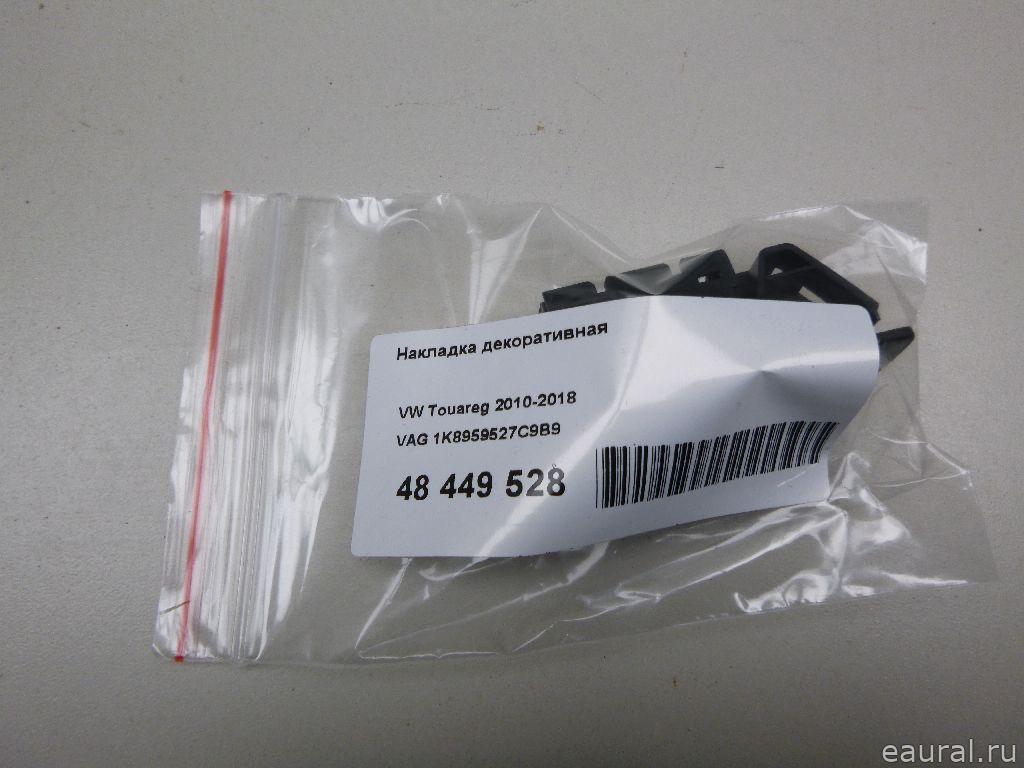 Накладка декоративная
VW Touareg 2010-2018
VAG 1K8959527C9B9
48 449 528
eaural.ru